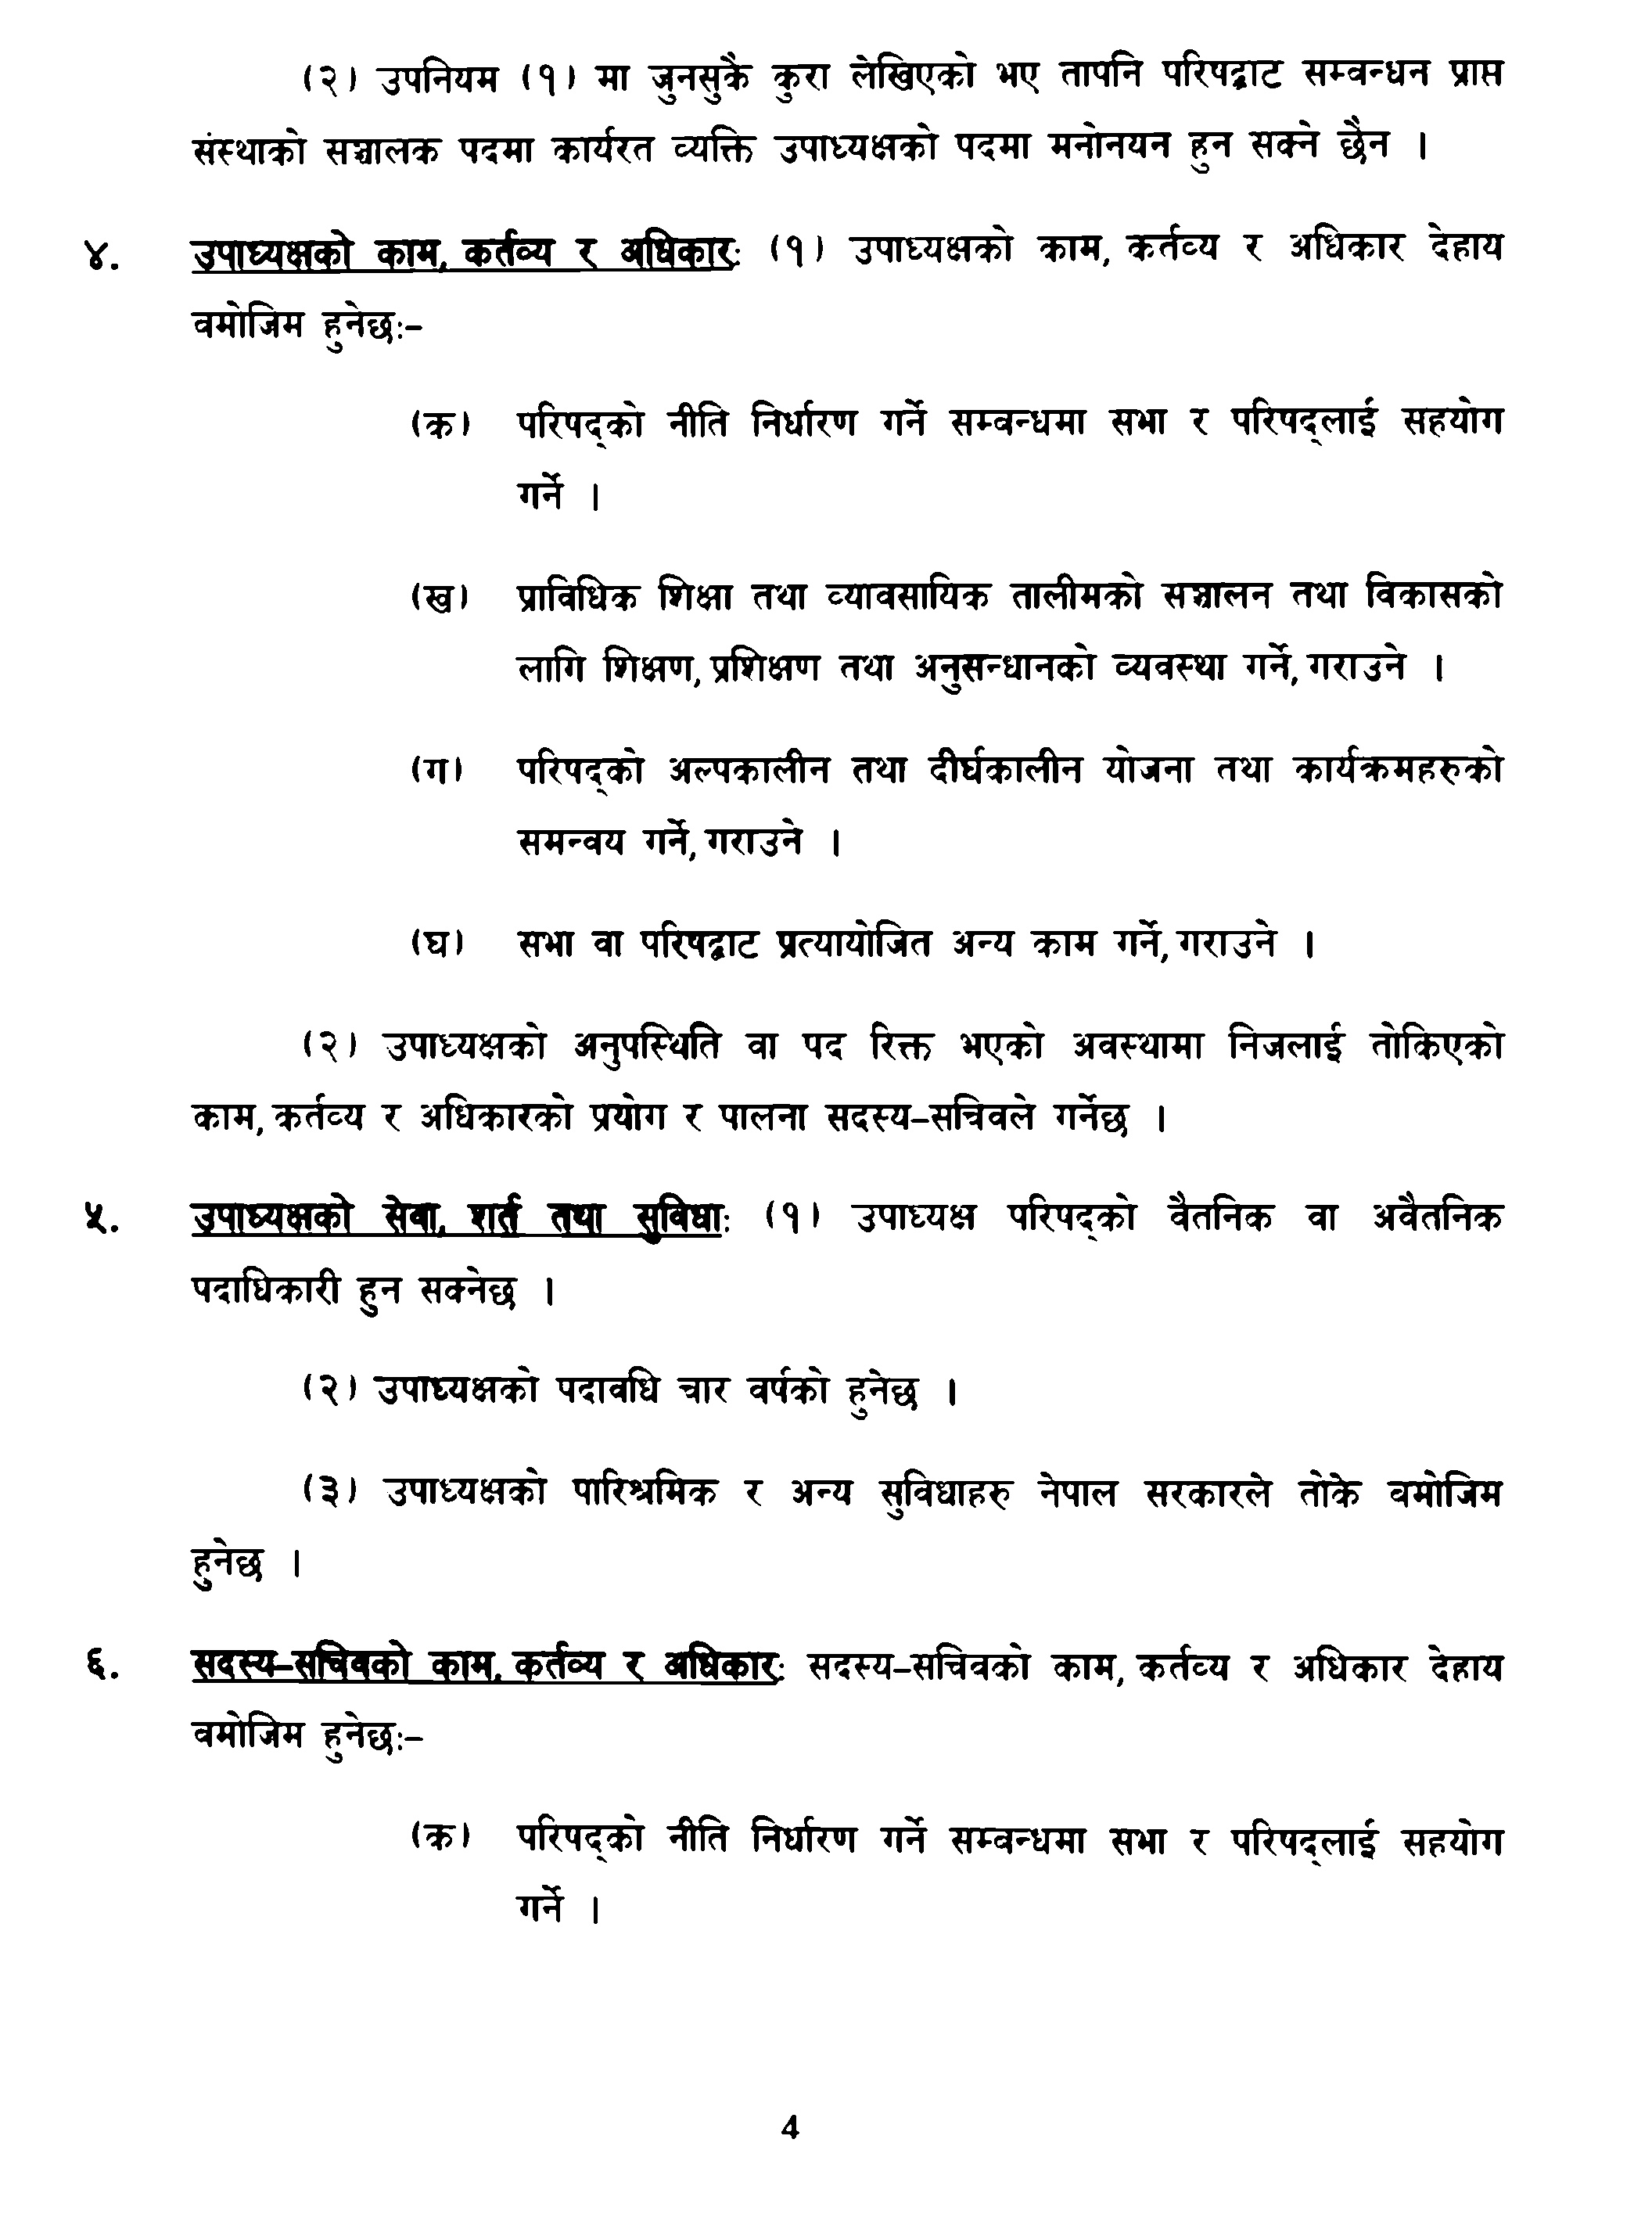 (२) उपनियम (१) मा जुनसुकै कुरा लेखिएको भए तापनि परिषद्बाट सम्वन्धन प्राप्त
संस्थाको सञ्चालक पदमा कार्यरत व्यक्ति उपाध्यक्षको पदमा मनोनयन हुन सक्ने छैन ।
४. उपाध्यक्षको काम, कर्तव्य र अधिकारः (१) उपाध्यक्षको काम, कर्तव्य र अधिकार देहाय
वमोजिम हुनेछः–
(क) परिषद्को नीति निर्धारण गर्ने सम्वन्धमा सभा र परिषद्लाई सहयोग
गर्ने ।
(ख) प्राविधिक शिक्षा तथा व्यावसायिक तालीमको सञ्चालन तथा विकासको
लागि शिक्षण, प्रशिक्षण तथा अनुसन्धानको व्यवस्था गर्ने, गराउने ।
(ग) परिषद्को अल्पकालीन तथा दीर्घकालीन योजना तथा कार्यक्रमहरुको
समन्वय गर्ने, गराउने ।
(घ) सभा वा परिषद्बाट प्रत्यायोजित अन्य काम गर्ने, गराउने ।
(२) उपाध्यक्षको अनुपस्थिति वा पद रिक्त भएको अवस्थामा निजलाई तोकिएको
काम, कर्तव्य र अधिकारको प्रयोग र पालना सदस्य–सचिवले गर्नेछ ।
५. उपाध्यक्षको सेवा, शर्त तथा सुविधाः (१) उपाध्यक्ष परिषद्को वैतनिक वा अवैतनिक
पदाधिकारी हुन सक्नेछ ।
(२) उपाध्यक्षको पदावधि चार वर्षको हुनेछ ।
(३) उपाध्यक्षको पारिश्रमिक र अन्य सुविधाहरु नेपाल सरकारले तोके वमोजिम
हुनेछ ।
६. सदस्य–सचिवको काम, कर्तव्य र अधिकारः सदस्य–सचिवको काम, कर्तव्य र अधिकार देहाय
वमोजिम हुनेछः–
(क) परिषद्को नीति निर्धारण गर्ने सम्वन्धमा सभा र परिषद्लाई सहयोग
गर्ने ।
4